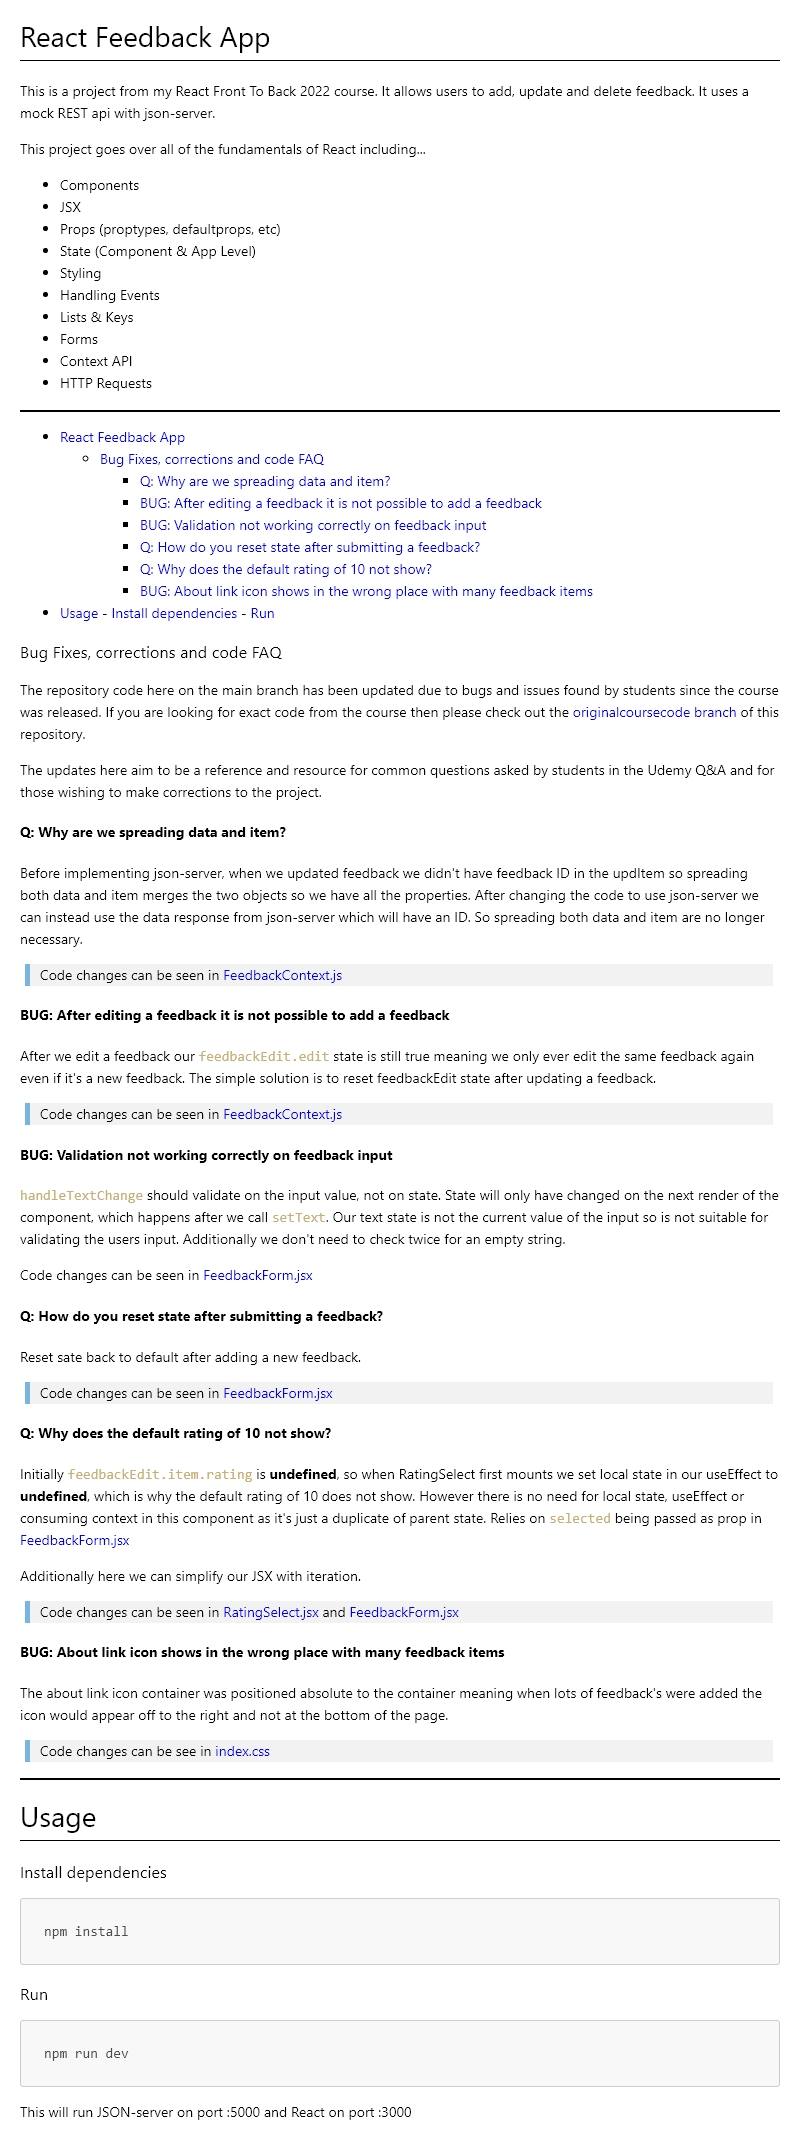 React Feedback App
This is a project from my React Front To Back 2022 course. It allows users to add, update and delete feedback. It uses a
mock REST api with json-server.
This project goes over all of the fundamentals of React including...
Components
JSX
Props (proptypes, defaultprops, etc)
State (Component & App Level)
Styling
Handling Events
Lists & Keys
Forms
Context API
HTTP Requests
React Feedback App
Bug Fixes, corrections and code FAQ
Q: Why are we spreading data and item?
BUG: After editing a feedback it is not possible to add a feedback
BUG: Validation not working correctly on feedback input
Q: How do you reset state after submitting a feedback?
Q: Why does the default rating of 10 not show?
BUG: About link icon shows in the wrong place with many feedback items
Usage - Install dependencies - Run
Bug Fixes, corrections and code FAQ
The repository code here on the main branch has been updated due to bugs and issues found by students since the course
was released. If you are looking for exact code from the course then please check out the originalcoursecode branch of this
repository.
The updates here aim to be a reference and resource for common questions asked by students in the Udemy Q&A and for
those wishing to make corrections to the project.
Q: Why are we spreading data and item?
Before implementing json-server, when we updated feedback we didn't have feedback ID in the updItem so spreading
both data and item merges the two objects so we have all the properties. After changing the code to use json-server we
can instead use the data response from json-server which will have an ID. So spreading both data and item are no longer
necessary.
Code changes can be seen in FeedbackContext.js
BUG: After editing a feedback it is not possible to add a feedback
After we edit a feedback our feedbackEdit.edit state is still true meaning we only ever edit the same feedback again
even if it's a new feedback. The simple solution is to reset feedbackEdit state after updating a feedback.
Code changes can be seen in FeedbackContext.js
BUG: Validation not working correctly on feedback input
handleTextChange should validate on the input value, not on state. State will only have changed on the next render of the
component, which happens after we call setText. Our text state is not the current value of the input so is not suitable for
validating the users input. Additionally we don't need to check twice for an empty string.
Code changes can be seen in FeedbackForm.jsx
Q: How do you reset state after submitting a feedback?
Reset sate back to default after adding a new feedback.
Code changes can be seen in FeedbackForm.jsx
Q: Why does the default rating of 10 not show?
Initially feedbackEdit.item.rating is undefined, so when RatingSelect first mounts we set local state in our useEffect to
undefined, which is why the default rating of 10 does not show. However there is no need for local state, useEffect or
consuming context in this component as it's just a duplicate of parent state. Relies on selected being passed as prop in
FeedbackForm.jsx
Additionally here we can simplify our JSX with iteration.
Code changes can be seen in RatingSelect.jsx and FeedbackForm.jsx
BUG: About link icon shows in the wrong place with many feedback items
The about link icon container was positioned absolute to the container meaning when lots of feedback's were added the
icon would appear off to the right and not at the bottom of the page.
Code changes can be see in index.css
Usage
Install dependencies
npm install
Run
npm run dev
This will run JSON-server on port :5000 and React on port :3000